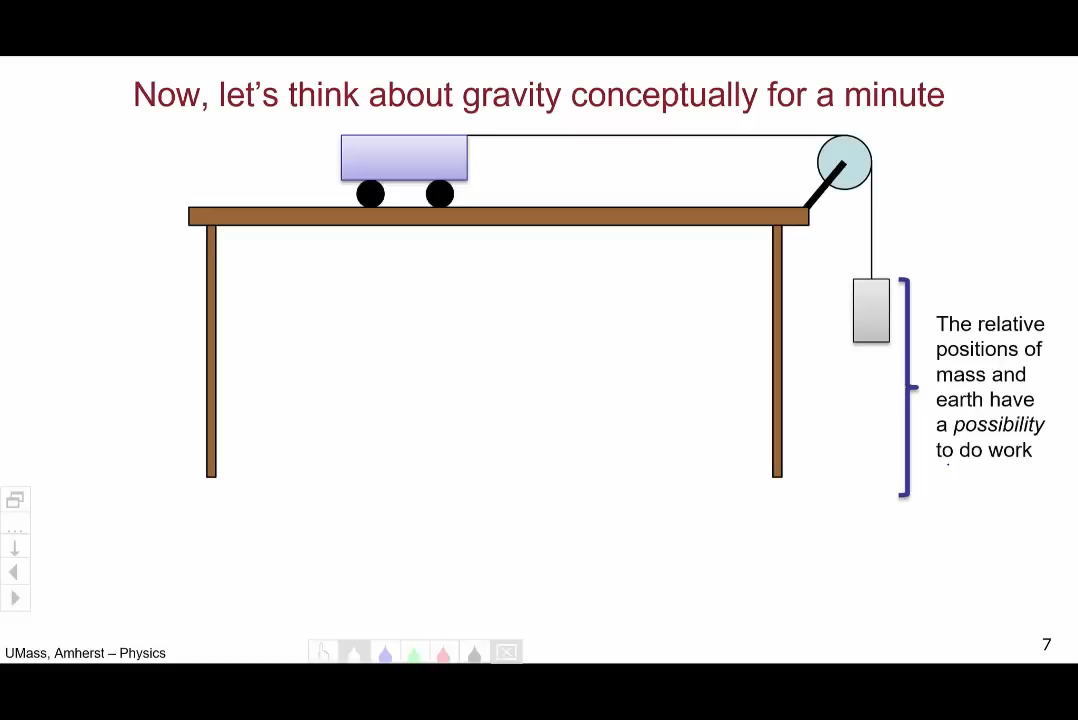 Now, let's think about gravity conceptually for a minute
The relative
positions of
mass and
earth have
a possibility
to do work
UMass, Amherst – Physics
7